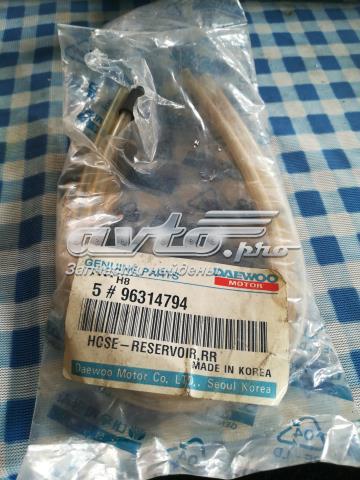 avto.pro
GENUINE PARTS
DAEWOO
MOTOR
H8
5 # 96314794
HOSE-RESERVOIR,RR
MADE IN KOREA
Daewoo Motor Co, LTD,. Seoul Korea